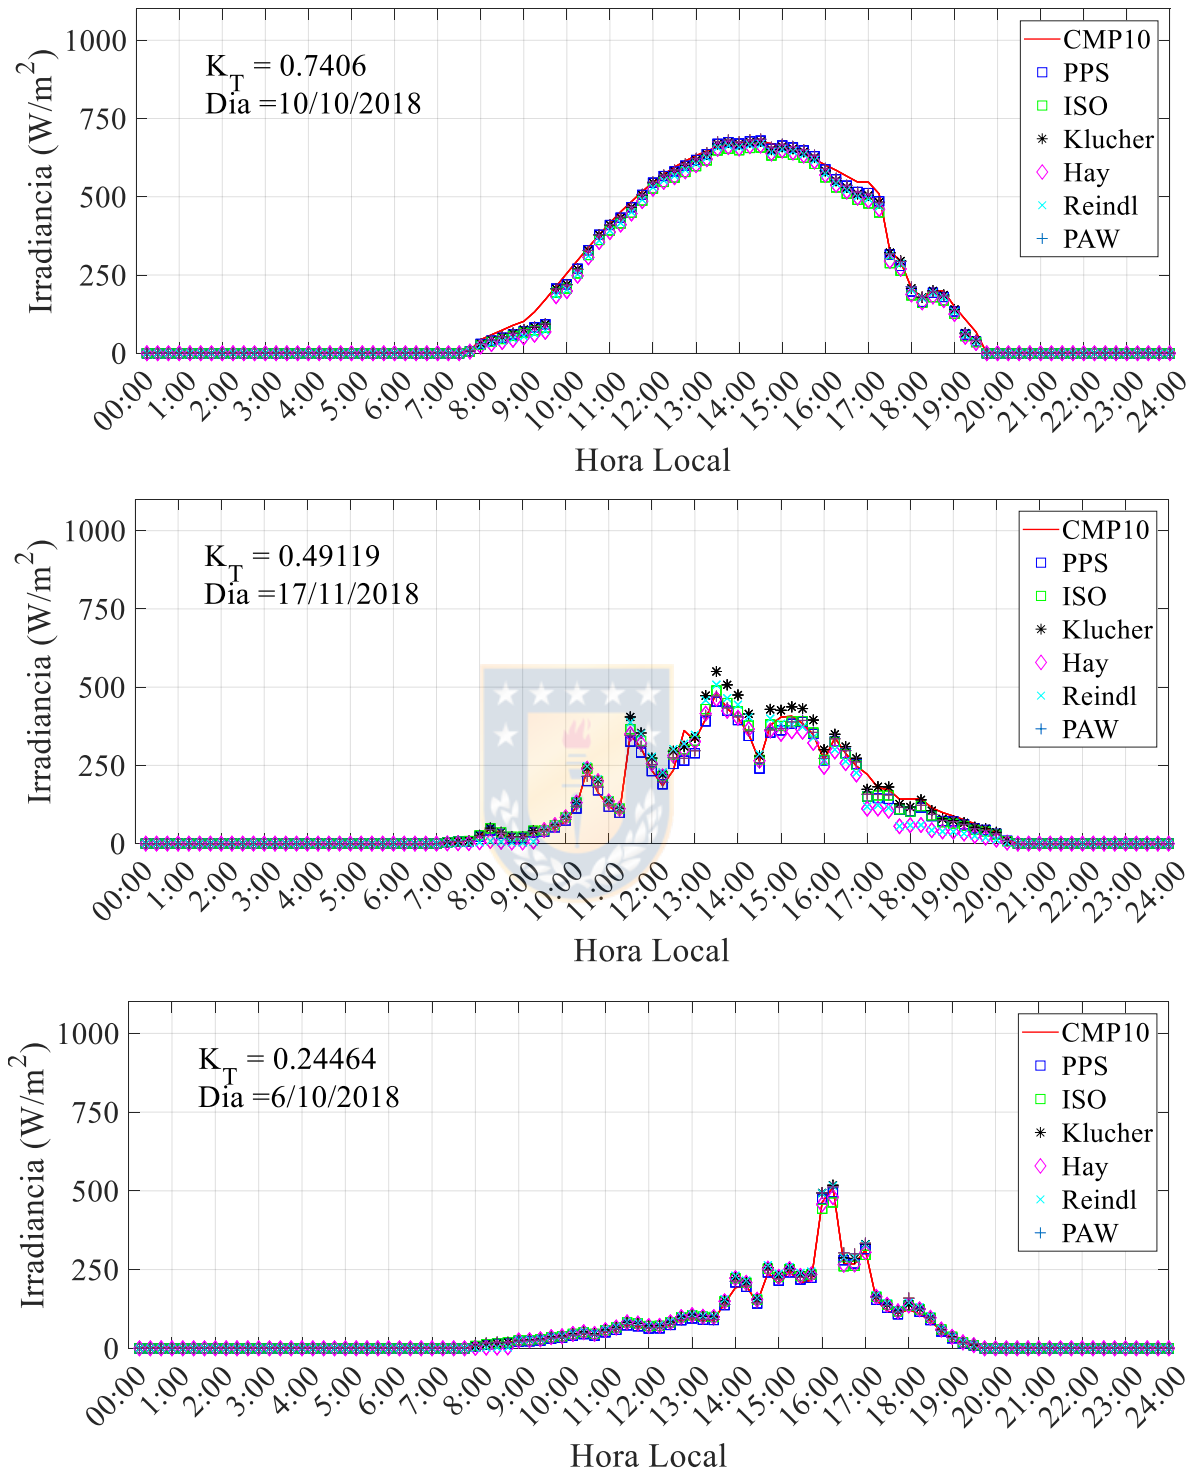 1000
750
500
250
0
Irradiancia (W/m²)
K_T = 0.7406
Dia =10/10/2018
CMP10
PPS
ISO
Klucher
Hay
Reindl
PAW
00:00 1:00 2:00 3:00 4:00 5:00 6:00 7:00 8:00 9:00 10:00 11:00 12:00 13:00 14:00 15:00 16:00 17:00 18:00 19:00 20:00 21:00 22:00 23:00 24:00
Hora Local
1000
750
500
250
0
Irradiancia (W/m²)
K_T = 0.49119
Dia =17/11/2018
CMP10
PPS
ISO
Klucher
Hay
Reindl
PAW
00:00 1:00 2:00 3:00 4:00 5:00 6:00 7:00 8:00 9:00 10:00 11:00 12:00 13:00 14:00 15:00 16:00 17:00 18:00 19:00 20:00 21:00 22:00 23:00 24:00
Hora Local
1000
750
500
250
0
Irradiancia (W/m²)
K_T = 0.24464
Dia =6/10/2018
CMP10
PPS
ISO
Klucher
Hay
Reindl
PAW
00:00 1:00 2:00 3:00 4:00 5:00 6:00 7:00 8:00 9:00 10:00 11:00 12:00 13:00 14:00 15:00 16:00 17:00 18:00 19:00 20:00 21:00 22:00 23:00 24:00
Hora Local